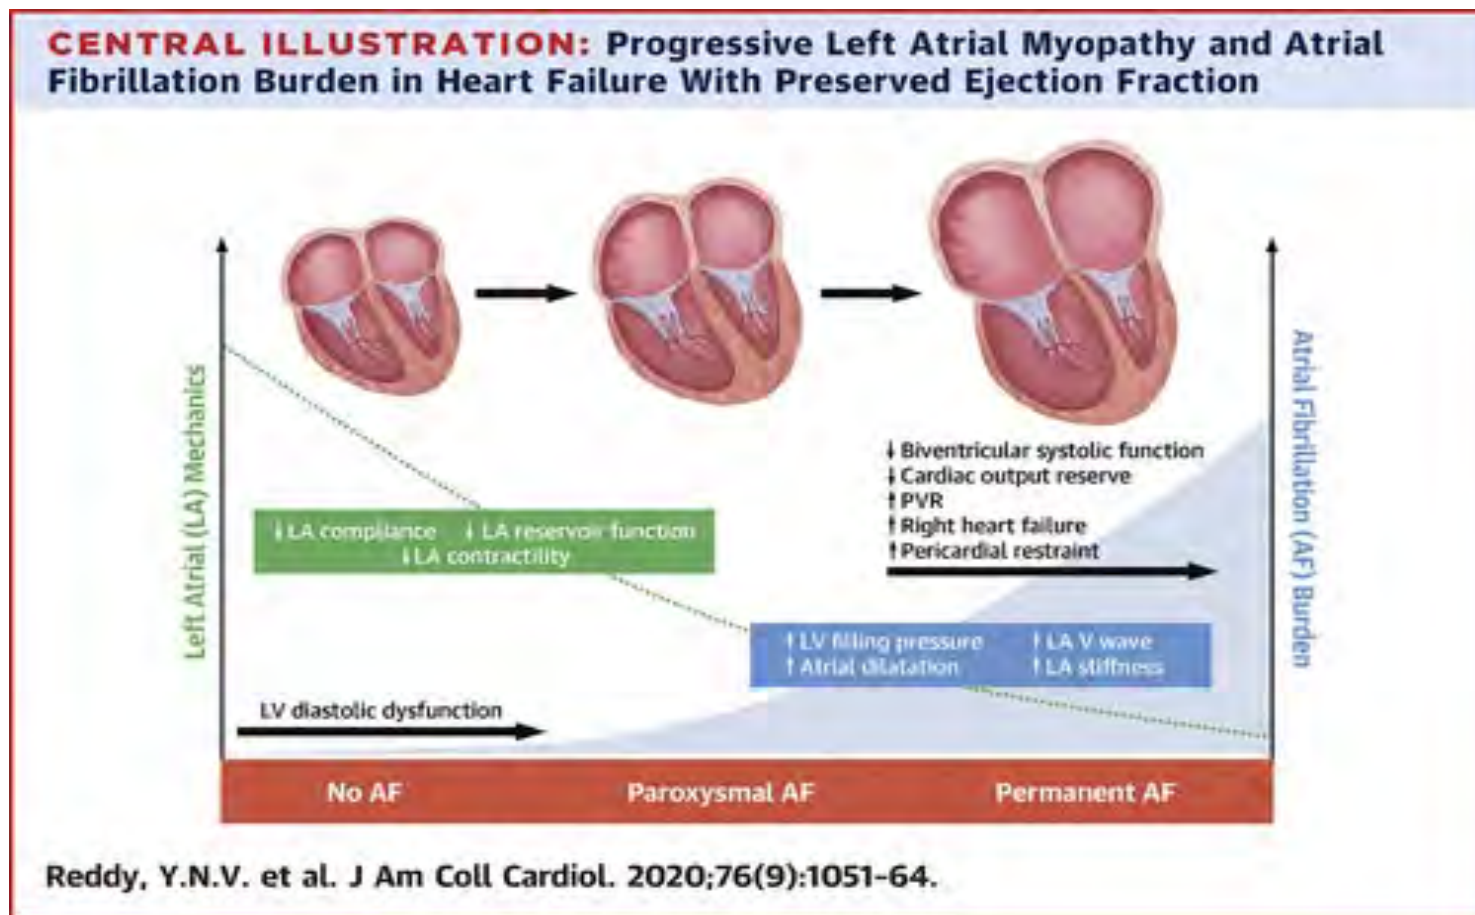 CENTRAL ILLUSTRATION: Progressive Left Atrial Myopathy and Atrial
Fibrillation Burden in Heart Failure With Preserved Ejection Fraction
Left Atrial (LA) Mechanics
Atrial Fibrillation (AF) Burden
↓ Biventricular systolic function
↓ Cardiac output reserve
↑ PVR
↑ Right heart failure
↑ Pericardial restraint
↓ LA compliance ↓ LA reservoir function
↓ LA contractility
↑ LV filling pressure ↑ LA V wave
↑ Atrial dilatation ↑ LA stiffness
LV diastolic dysfunction
No AF Paroxysmal AF Permanent AF
Reddy, Y.N.V. et al. J Am Coll Cardiol. 2020;76(9):1051-64.